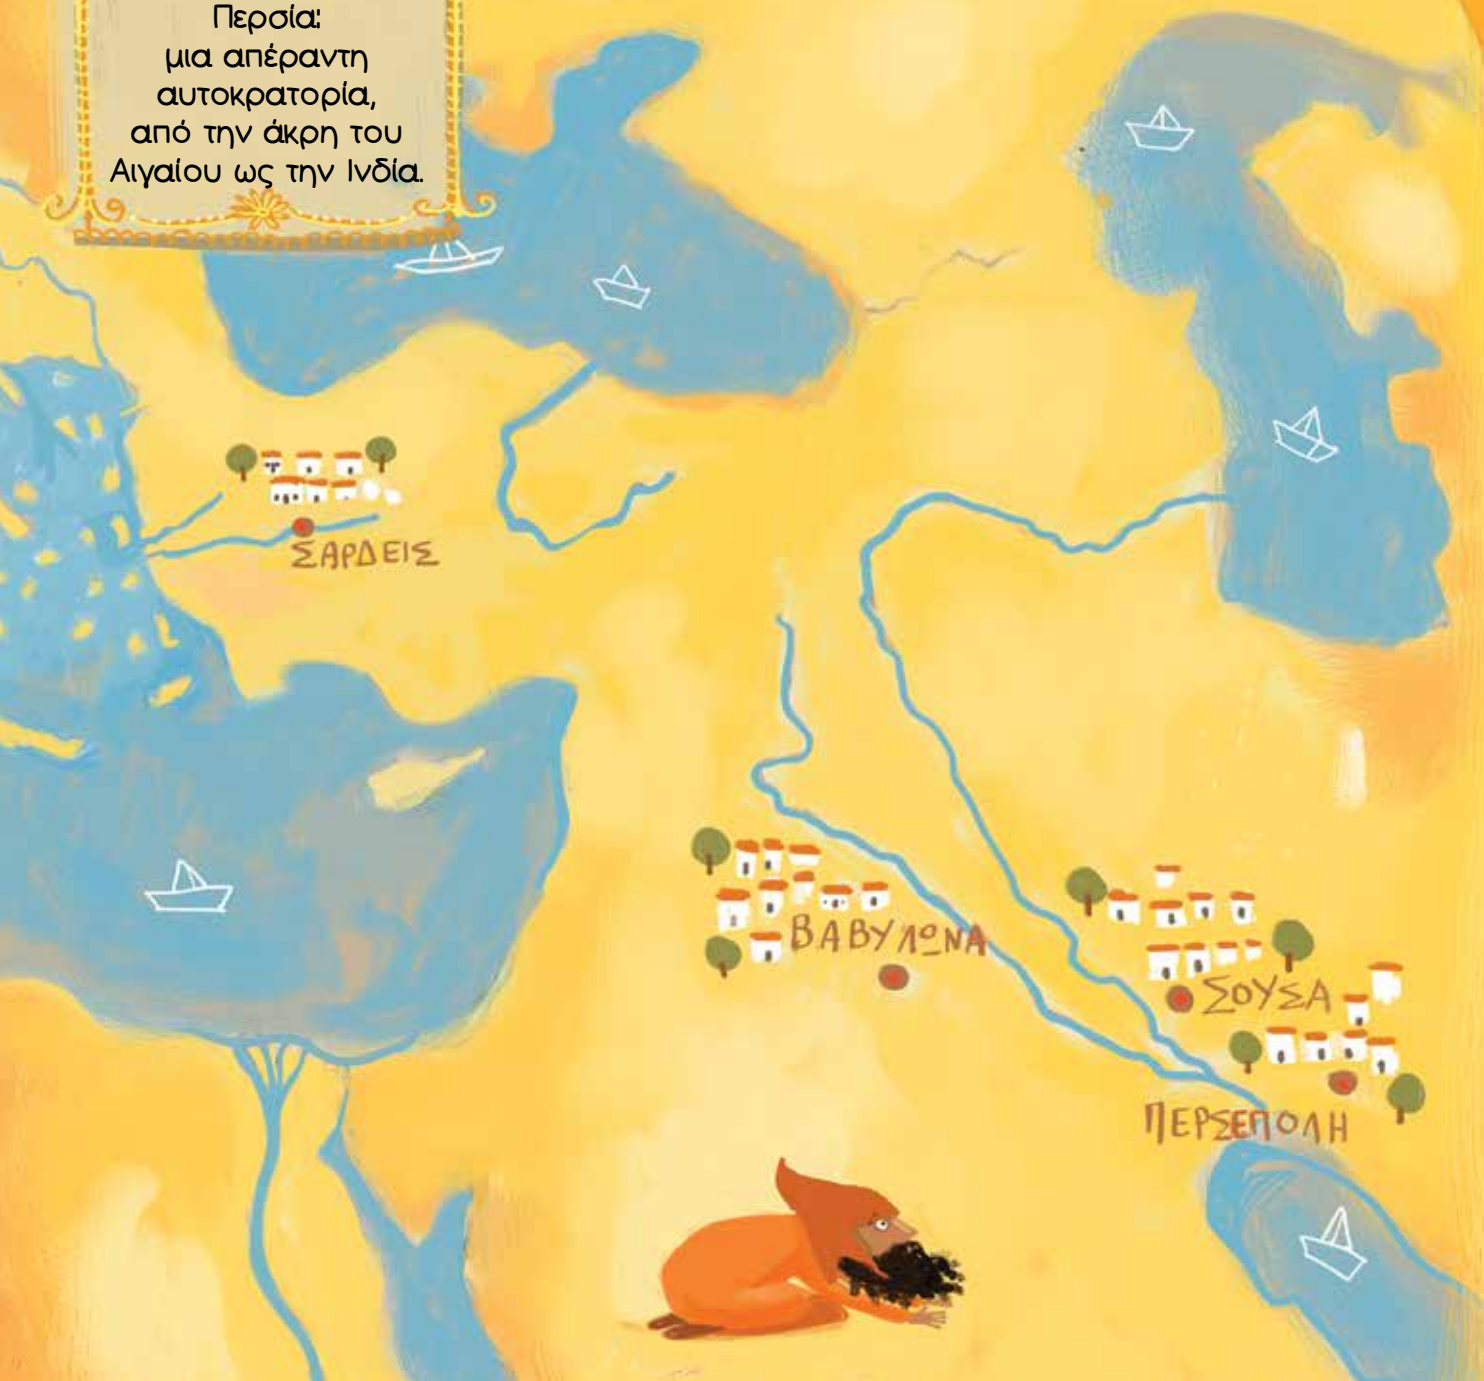 Περσία:
μια απέραντη
αυτοκρατορία,
από την άκρη του
Αιγαίου ως την Ινδία.
ΣΑΡΔΕΙΣ
ΒΑΒΥΛΩΝΑ
ΣΟΥΣΑ
ΠΕΡΣΕΠΟΛΗ